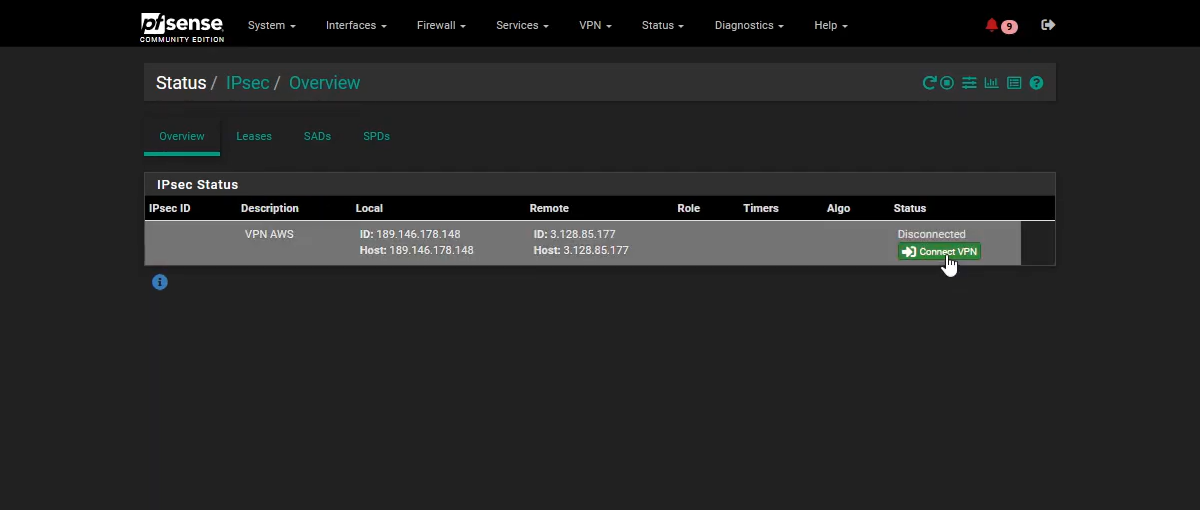 pfsense
COMMUNITY EDITION
System Interfaces Firewall Services VPN Status Diagnostics Help 9
Status / IPsec / Overview
Overview Leases SADs SPDs
IPsec Status
IPsec ID Description Local Remote Role Timers Algo Status
VPN AWS ID: 189.146.178.148 ID: 3.128.85.177 Disconnected
Host: 189.146.178.148 Host: 3.128.85.177 Connect VPN